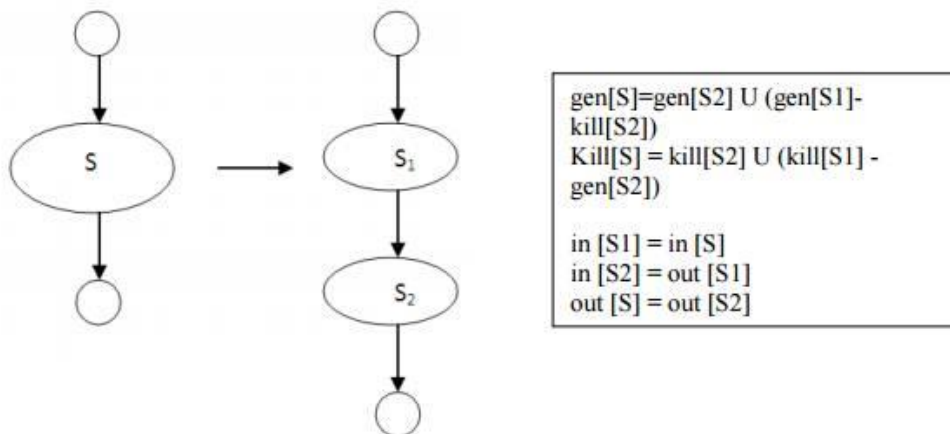 S
S₁
S₂
gen[S]=gen[S2] U (gen[S1]-
kill[S2])
Kill[S] = kill[S2] U (kill[S1] -
gen[S2])
in [S1] = in [S]
in [S2] = out [S1]
out [S] = out [S2]